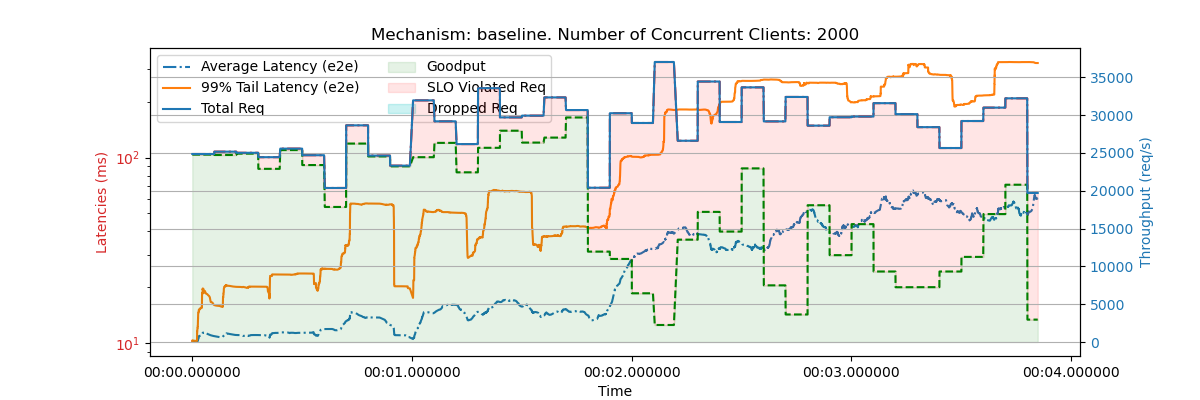 Mechanism: baseline. Number of Concurrent Clients: 2000
Average Latency (e2e)
99% Tail Latency (e2e)
Total Req
Goodput
SLO Violated Req
Dropped Req
Latencies (ms)
10²
10¹
Throughput (req/s)
35000
30000
25000
20000
15000
10000
5000
0
00:00.000000
00:01.000000
00:02.000000
00:03.000000
00:04.000000
Time